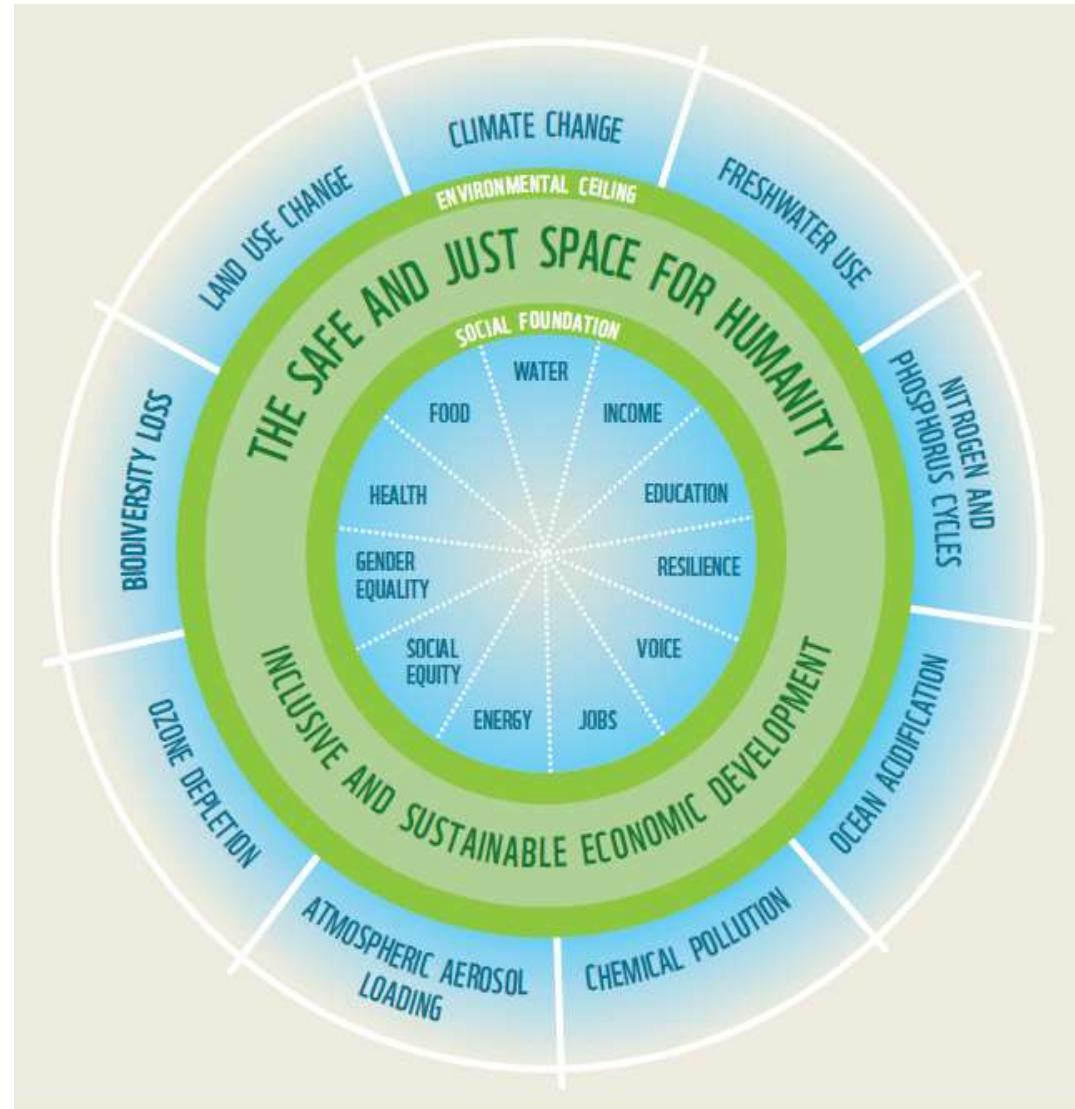 CLIMATE CHANGE
FRESHWATER USE
NITROGEN AND
PHOSPHORUS CYCLES
OCEAN ACIDIFICATION
CHEMICAL POLLUTION
ATMOSPHERIC AEROSOL
LOADING
OZONE DEPLETION
BIODIVERSITY LOSS
LAND USE CHANGE
ENVIRONMENTAL CEILING
THE SAFE AND JUST SPACE FOR HUMANITY
SOCIAL FOUNDATION
WATER
INCOME
EDUCATION
RESILIENCE
VOICE
JOBS
ENERGY
SOCIAL
EQUITY
GENDER
EQUALITY
HEALTH
FOOD
INCLUSIVE AND SUSTAINABLE ECONOMIC DEVELOPMENT